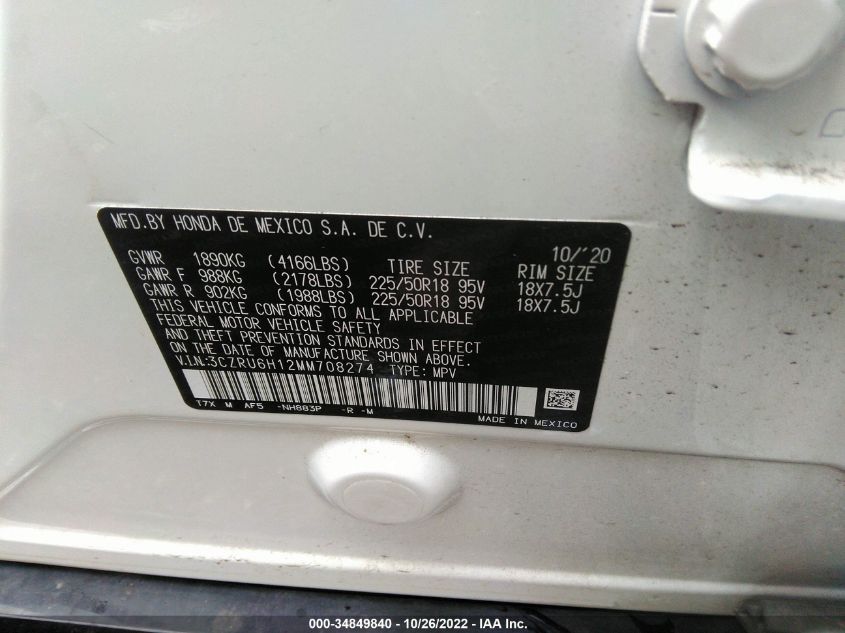 MFD.BY HONDA DE MEXICO S.A. DE C.V.
10/'20
GVWR 1890KG (4166LBS) TIRE SIZE RIM SIZE
GAWR F 988KG (2178LBS) 225/50R18 95V 18X7.5J
GAWR R 902KG (1988LBS) 225/50R18 95V 18X7.5J
THIS VEHICLE CONFORMS TO ALL APPLICABLE
FEDERAL MOTOR VEHICLE SAFETY
AND THEFT PREVENTION STANDARDS IN EFFECT
ON THE DATE OF MANUFACTURE SHOWN ABOVE.
V.I.N:3CZRU6H12MM708274 TYPE: MPV
T7X M AF5 -NH883P -R -M
MADE IN MEXICO
000-34849840 - 10/26/2022 - IAA Inc.